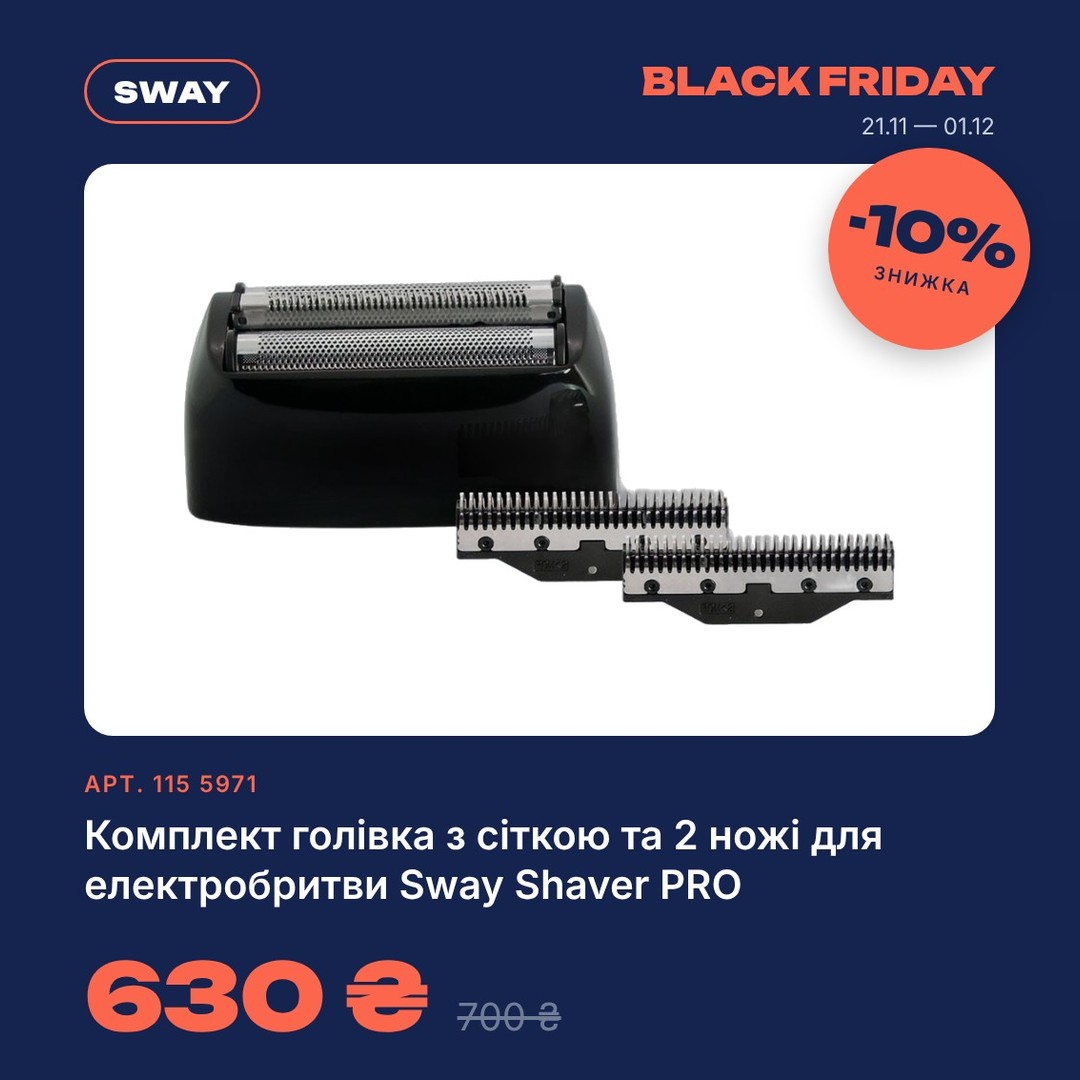 SWAY
BLACK FRIDAY
21.11 — 01.12
-10%
ЗНИЖКА
АРТ. 115 5971
Комплект голівка з сіткою та 2 ножі для
електробритви Sway Shaver PRO
630 ₴ 700 ₴